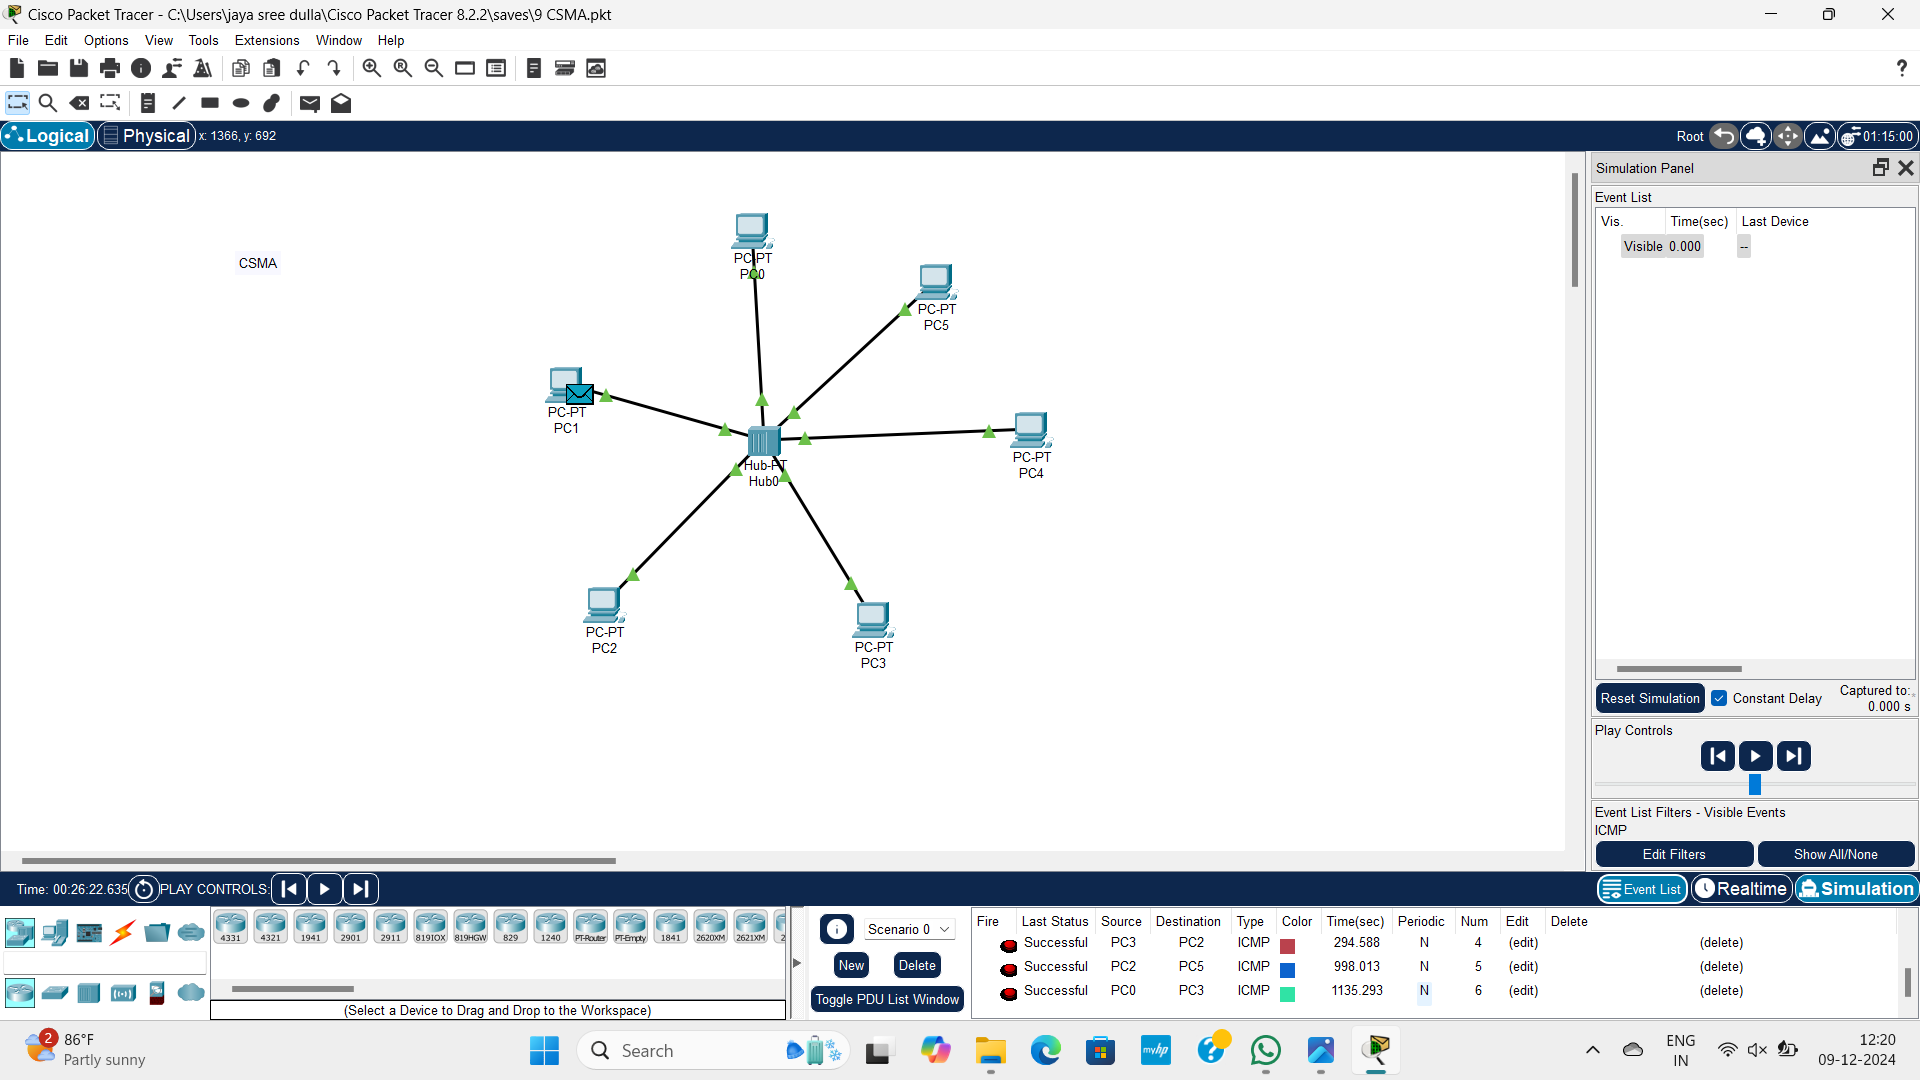 Cisco Packet Tracer - C:\Users\jaya sree dulla\Cisco Packet Tracer 8.2.2\saves\9 CSMA.pkt
File Edit Options View Tools Extensions Window Help
?
Logical Physical x: 1366, y: 692 Root 01:15:00
Simulation Panel
Event List
Vis. Time(sec) Last Device
Visible 0.000 --
CSMA
PC-PT
PC0
PC-PT
PC5
PC-PT
PC1
PC-PT
PC4
Hub-PT
Hub0
PC-PT
PC2
PC-PT
PC3
Reset Simulation Constant Delay Captured to:
0.000 s
Play Controls
Event List Filters - Visible Events
ICMP
Edit Filters Show All/None
Time: 00:26:22.635 PLAY CONTROLS: Event List Realtime Simulation
4331 4321 1941 2901 2911 819IOX 819HGW 829 1240 PT-Router PT-Empty 1841 2620XM 2621XM
(Select a Device to Drag and Drop to the Workspace)
Scenario 0
New Delete
Toggle PDU List Window
Fire Last Status Source Destination Type Color Time(sec) Periodic Num Edit Delete
Successful PC3 PC2 ICMP 294.588 N 4 (edit) (delete)
Successful PC2 PC5 ICMP 998.013 N 5 (edit) (delete)
Successful PC0 PC3 ICMP 1135.293 N 6 (edit) (delete)
2
86°F
Partly sunny
Search
myhp
ENG
IN
12:20
09-12-2024